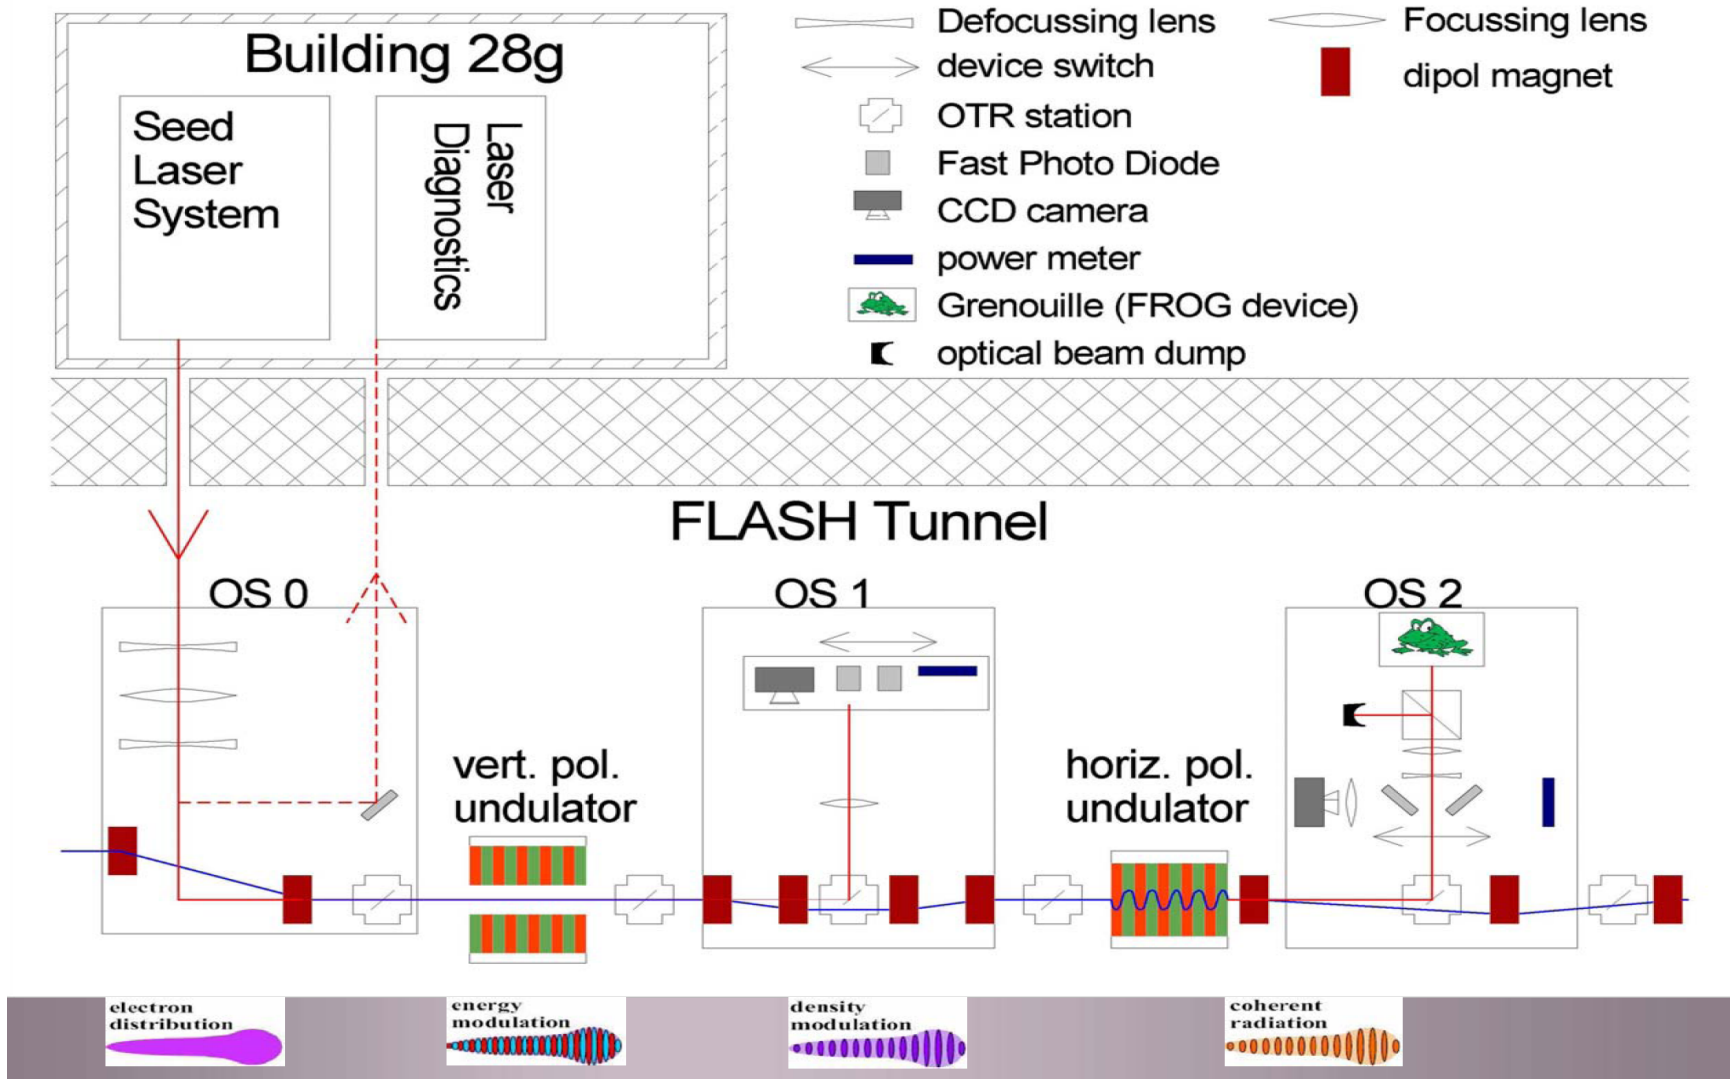 Building 28g
Seed
Laser
System
Laser
Diagnostics
Defocussing lens
Focussing lens
device switch
dipol magnet
OTR station
Fast Photo Diode
CCD camera
power meter
Grenouille (FROG device)
optical beam dump
FLASH Tunnel
OS 0
OS 1
OS 2
vert. pol.
undulator
horiz. pol.
undulator
electron
distribution
energy
modulation
density
modulation
coherent
radiation